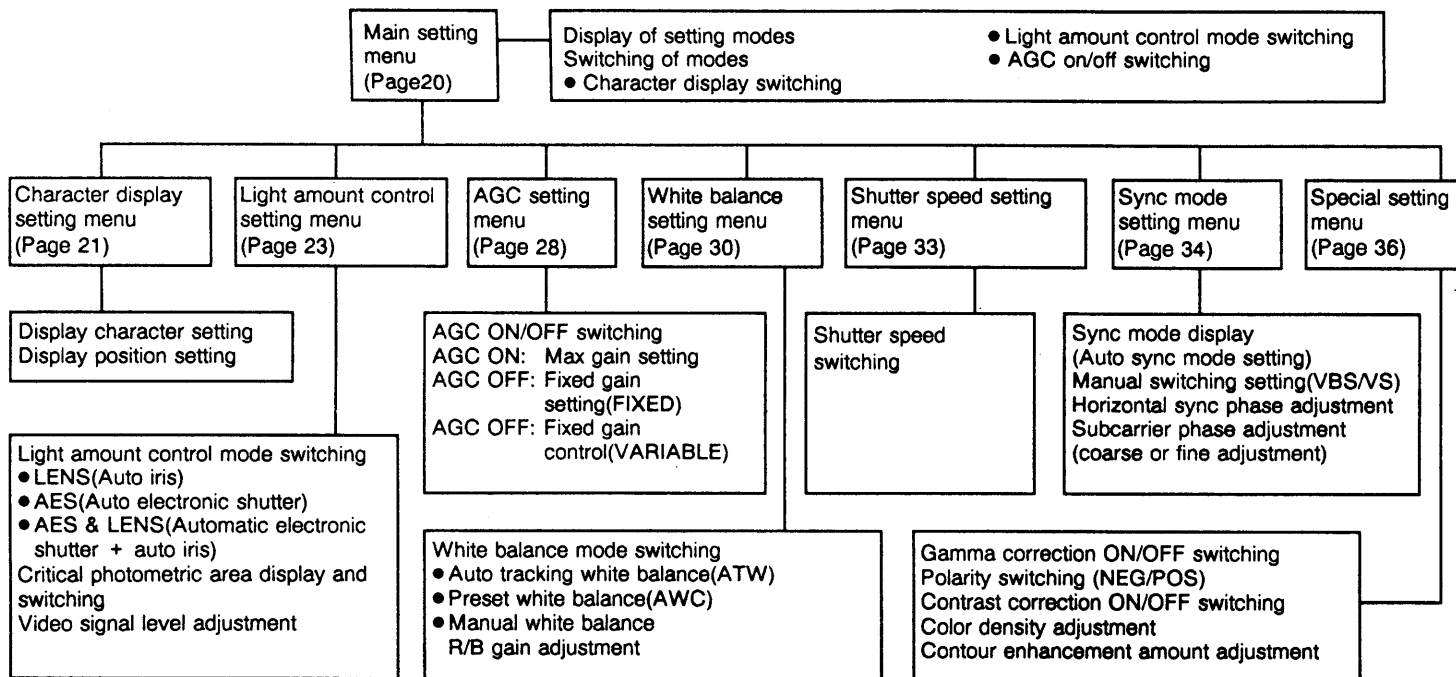 Main setting
menu
(Page20)
Display of setting modes
Switching of modes
● Character display switching
● Light amount control mode switching
● AGC on/off switching
Character display
setting menu
(Page 21)
Light amount control
setting menu
(Page 23)
AGC setting
menu
(Page 28)
White balance
setting menu
(Page 30)
Shutter speed setting
menu
(Page 33)
Sync mode
setting menu
(Page 34)
Special setting
menu
(Page 36)
Display character setting
Display position setting
AGC ON/OFF switching
AGC ON: Max gain setting
AGC OFF: Fixed gain
setting(FIXED)
AGC OFF: Fixed gain
control(VARIABLE)
Shutter speed
switching
Sync mode display
(Auto sync mode setting)
Manual switching setting(VBS/VS)
Horizontal sync phase adjustment
Subcarrier phase adjustment
(coarse or fine adjustment)
Light amount control mode switching
● LENS(Auto iris)
● AES(Auto electronic shutter)
● AES & LENS(Automatic electronic
shutter + auto iris)
Critical photometric area display and
switching
Video signal level adjustment
White balance mode switching
● Auto tracking white balance(ATW)
● Preset white balance(AWC)
● Manual white balance
R/B gain adjustment
Gamma correction ON/OFF switching
Polarity switching (NEG/POS)
Contrast correction ON/OFF switching
Color density adjustment
Contour enhancement amount adjustment